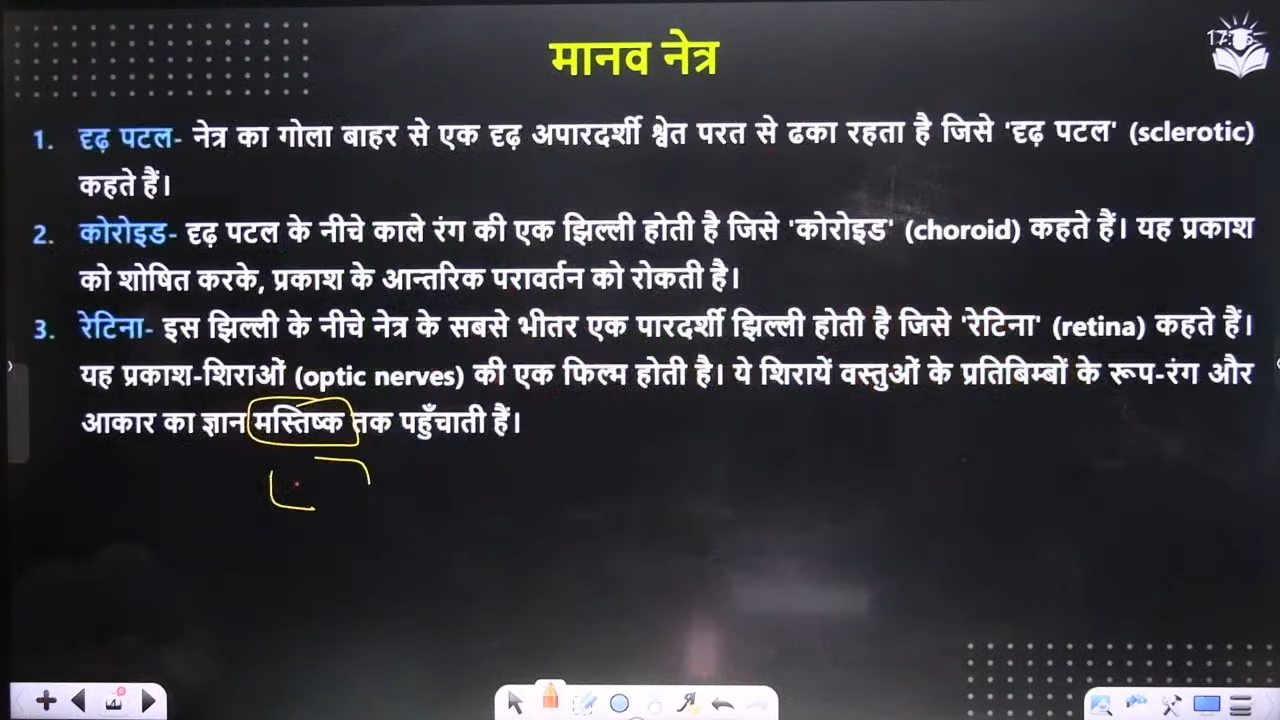 मानव नेत्र
1. दृढ़ पटल- नेत्र का गोला बाहर से एक दृढ़ अपारदर्शी श्वेत परत से ढका रहता है जिसे 'दृढ़ पटल' (sclerotic)
कहते हैं।
2. कोरोइड- दृढ़ पटल के नीचे काले रंग की एक झिल्ली होती है जिसे 'कोरोइड' (choroid) कहते हैं। यह प्रकाश
को शोषित करके, प्रकाश के आन्तरिक परावर्तन को रोकती है।
3. रेटिना- इस झिल्ली के नीचे नेत्र के सबसे भीतर एक पारदर्शी झिल्ली होती है जिसे 'रेटिना' (retina) कहते हैं।
यह प्रकाश-शिराओं (optic nerves) की एक फिल्म होती है। ये शिरायें वस्तुओं के प्रतिबिम्बों के रूप-रंग और
आकार का ज्ञान मस्तिष्क तक पहुँचाती हैं।